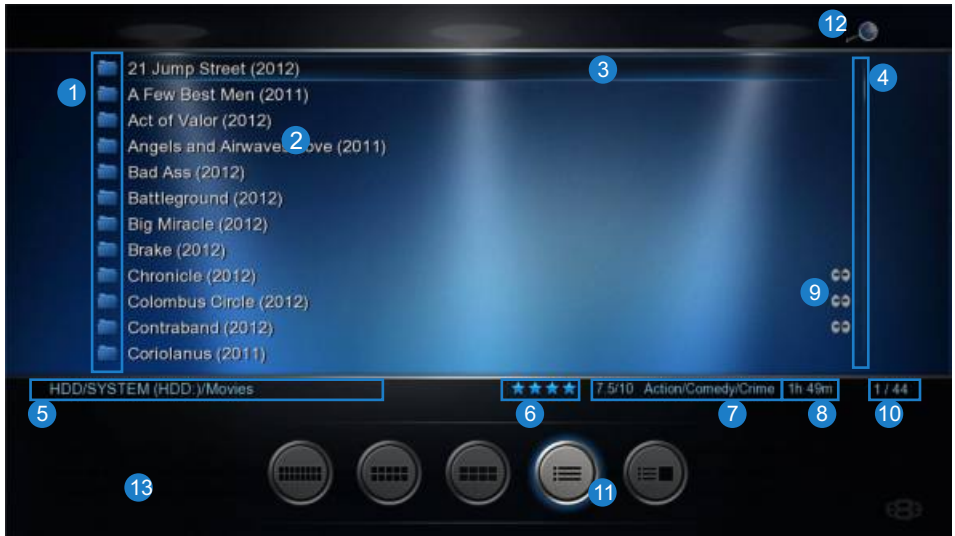 12
21 Jump Street (2012)
3
4
1
A Few Best Men (2011)
Act of Valor (2012)
2
Angels and Airwaves ove (2011)
Bad Ass (2012)
Battleground (2012)
Big Miracle (2012)
Brake (2012)
Chronicle (2012)
9
Colombus Circle (2012)
Contraband (2012)
Coriolanus (2011)
HDD/SYSTEM (HDD:)/Movies
7.5/10 Action/Comedy/Crime 1h 49m 1 / 44
5
6
7
8
10
11
13